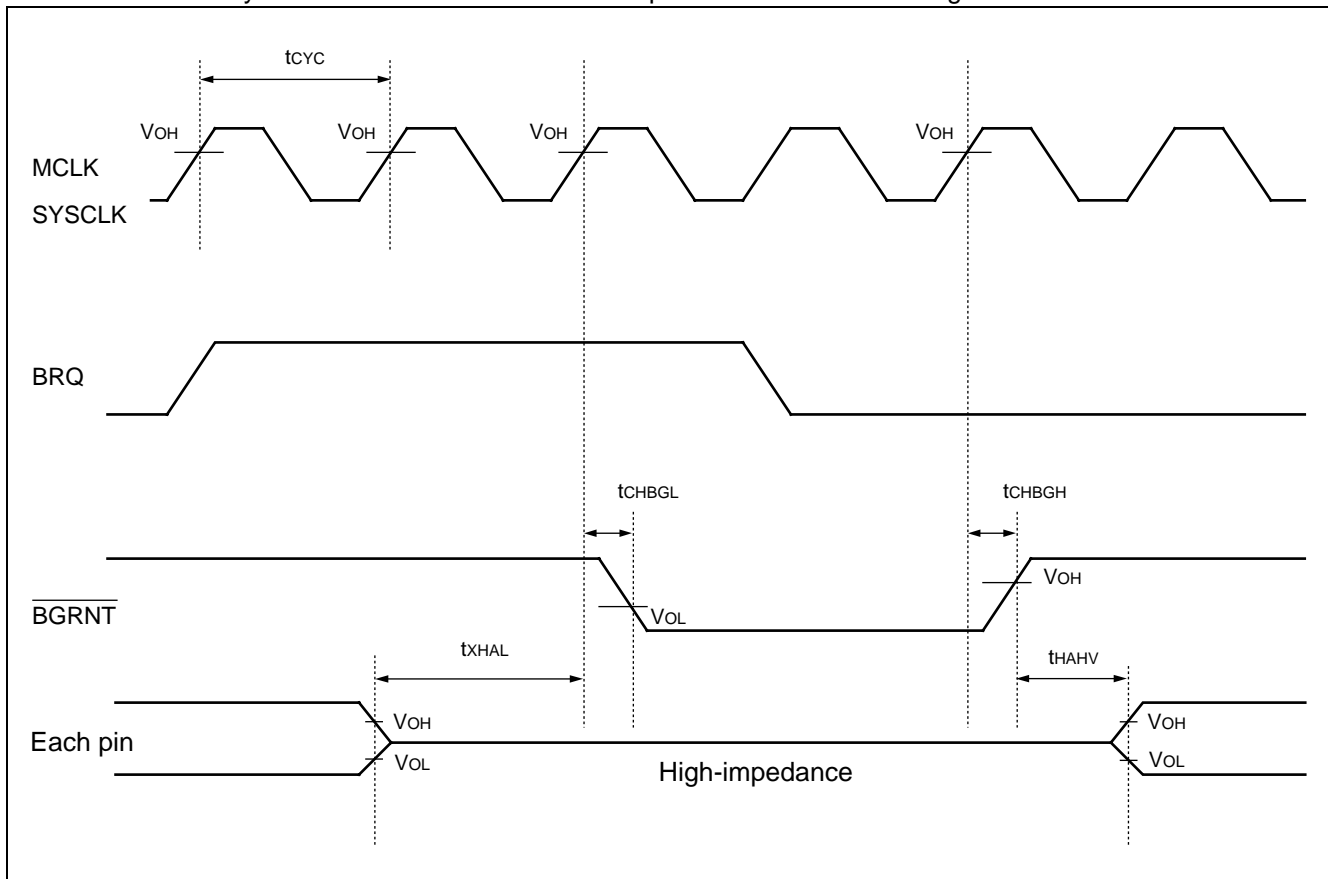 tCYC
VOH VOH VOH VOH
MCLK
SYSCLK
BRQ
tCHBGL tCHBGH
VOH
BGRNT
VOL
tXHAL tHAHV
VOH VOH
Each pin
VOL VOL
High-impedance